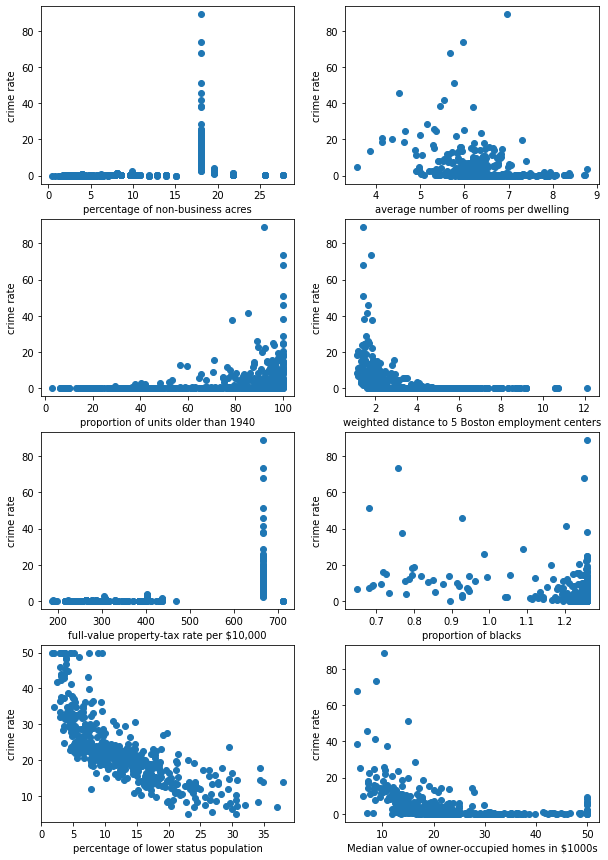 80
60
40
20
0
crime rate
0 5 10 15 20 25
percentage of non-business acres
80
60
40
20
0
crime rate
4 5 6 7 8 9
average number of rooms per dwelling
80
60
40
20
0
crime rate
0 20 40 60 80 100
proportion of units older than 1940
80
60
40
20
0
crime rate
2 4 6 8 10 12
weighted distance to 5 Boston employment centers
80
60
40
20
0
crime rate
200 300 400 500 600 700
full-value property-tax rate per $10,000
80
60
40
20
0
crime rate
0.7 0.8 0.9 1.0 1.1 1.2
proportion of blacks
50
40
30
20
10
crime rate
0 5 10 15 20 25 30 35
percentage of lower status population
80
60
40
20
0
crime rate
10 20 30 40 50
Median value of owner-occupied homes in $1000s